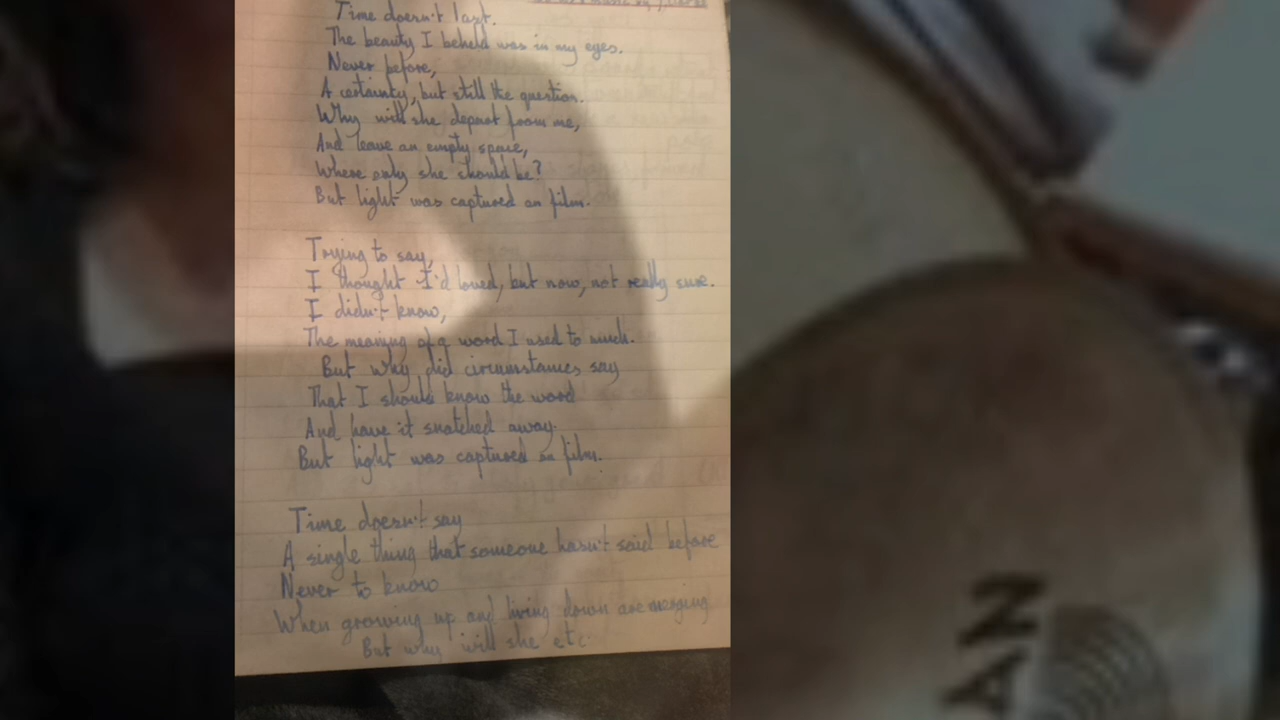 Time doesn't last.
The beauty I beheld was in my eyes.
Never before,
A certainty, but still the question.
Why will she depart from me,
And leave an empty space,
Where only she should be?
But light was captured on film.
Trying to say,
I thought I'd loved, but now, not really sure.
I didn't know,
The meaning of a word I used to much.
But why did circumstances say
That I should know the word
And have it snatched away.
But light was captured on film.
Time doesn't say
A single thing that someone hasn't said before
Never to know
When growing up and living down are merging
But why will she etc.